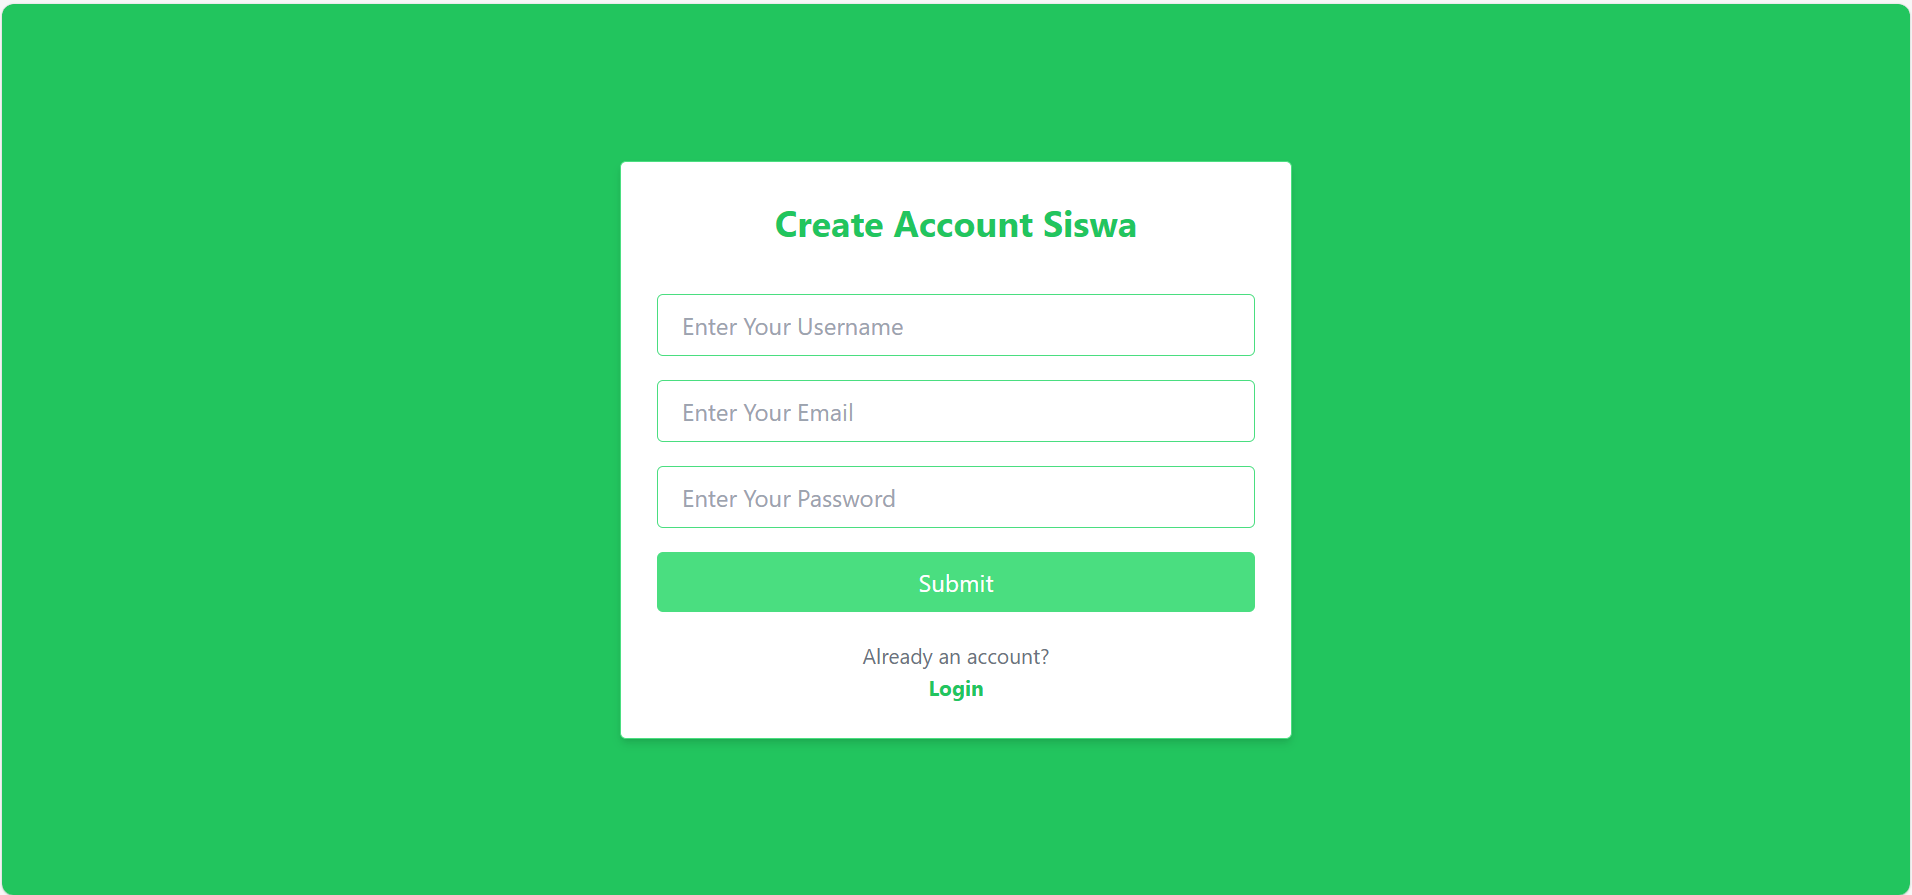 Create Account Siswa
Enter Your Username
Enter Your Email
Enter Your Password
Submit
Already an account?
Login